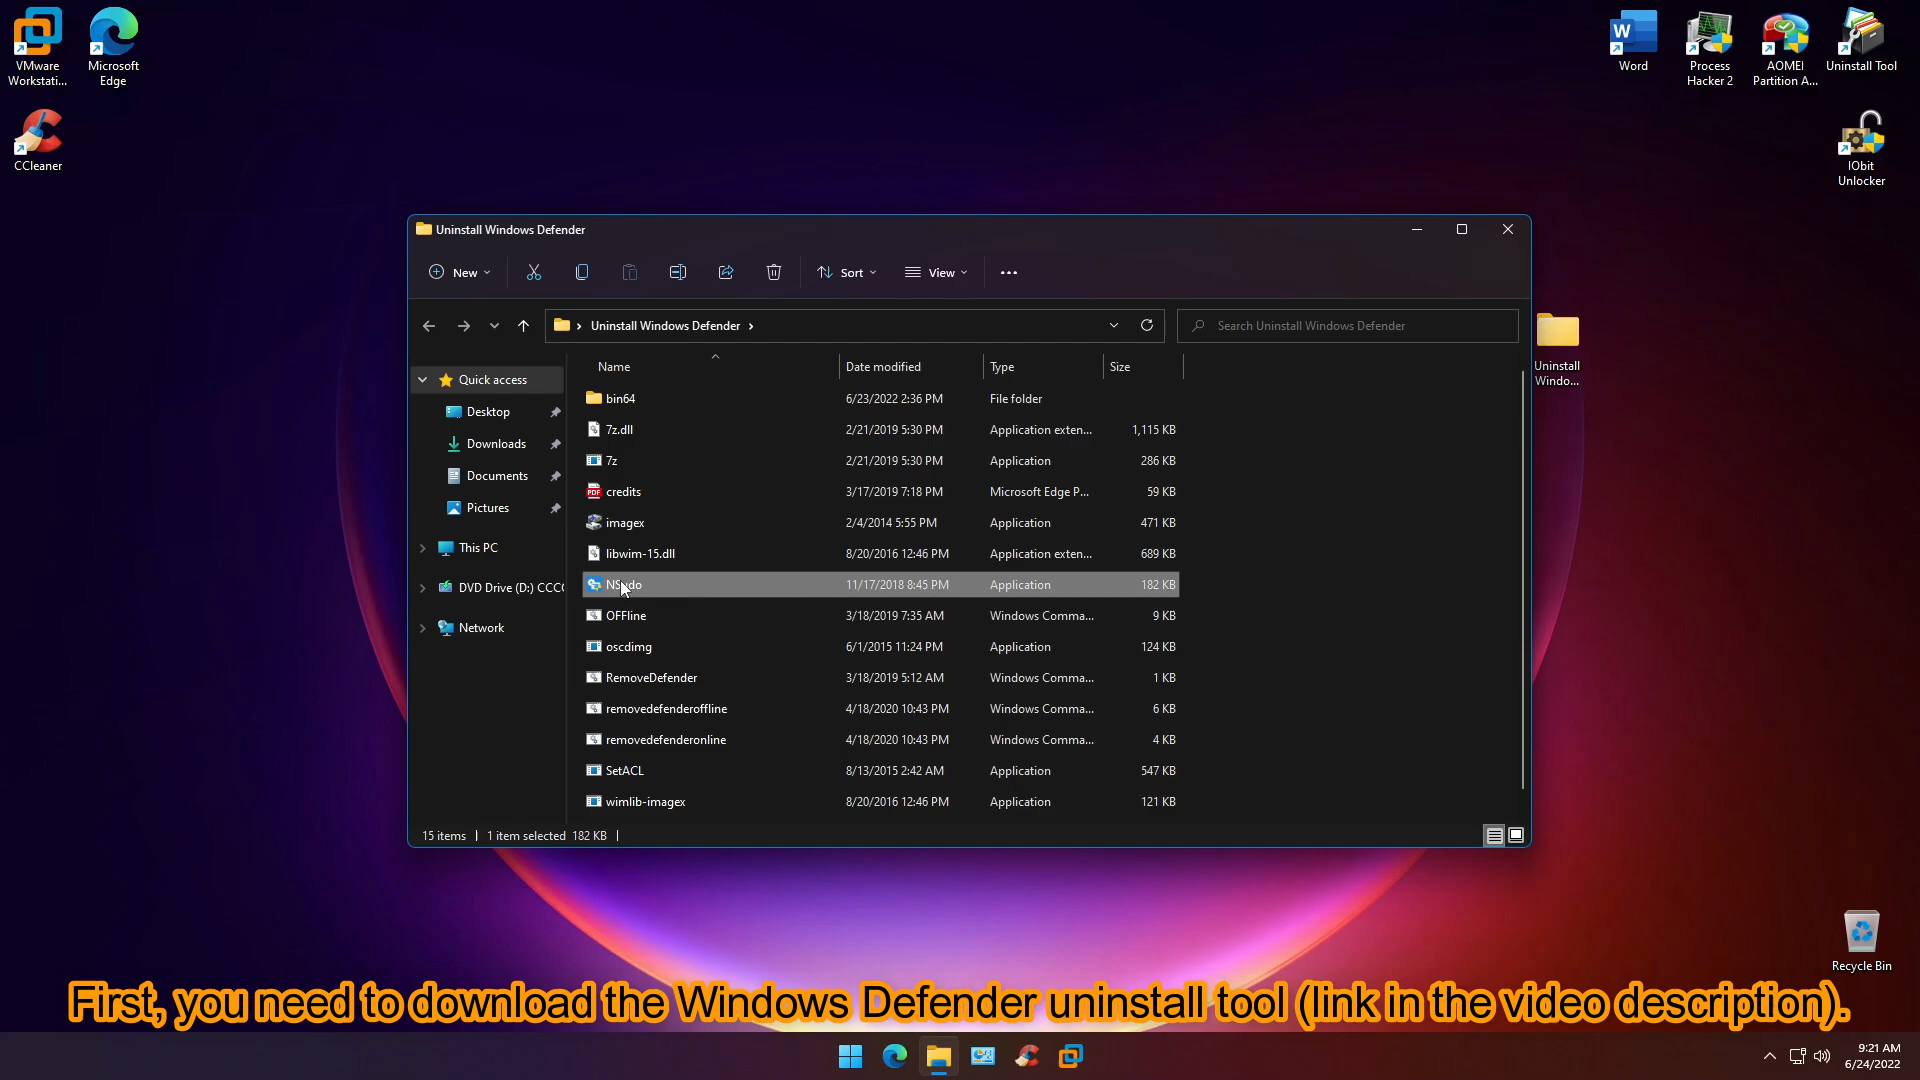 VMware
Workstati...
Microsoft
Edge
CCleaner
Word
Process
Hacker 2
AOMEI
Partition A...
Uninstall Tool
IObit
Unlocker
Uninstall Windows Defender
New
Sort
View
Uninstall Windows Defender
Search Uninstall Windows Defender
Uninstall
Windo...
Name Date modified Type Size
Quick access
Desktop
Downloads
Documents
Pictures
This PC
DVD Drive (D:) CCC
Network
bin64 6/23/2022 2:36 PM File folder
7z.dll 2/21/2019 5:30 PM Application exten... 1,115 KB
7z 2/21/2019 5:30 PM Application 286 KB
credits 3/17/2019 7:18 PM Microsoft Edge P... 59 KB
imagex 2/4/2014 5:55 PM Application 471 KB
libwim-15.dll 8/20/2016 12:46 PM Application exten... 689 KB
11/17/2018 8:45 PM Application 182 KB
OFFline 3/18/2019 7:35 AM Windows Comma... 9 KB
oscdimg 6/1/2015 11:24 PM Application 124 KB
RemoveDefender 3/18/2019 5:12 AM Windows Comma... 1 KB
removedefenderoffline 4/18/2020 10:43 PM Windows Comma... 6 KB
removedefenderonline 4/18/2020 10:43 PM Windows Comma... 4 KB
SetACL 8/13/2015 2:42 AM Application 547 KB
wimlib-imagex 8/20/2016 12:46 PM Application 121 KB
15 items 1 item selected 182 KB
Recycle Bin
First, you need to download the Windows Defender uninstall tool (link in the video description).
9:21 AM
6/24/2022